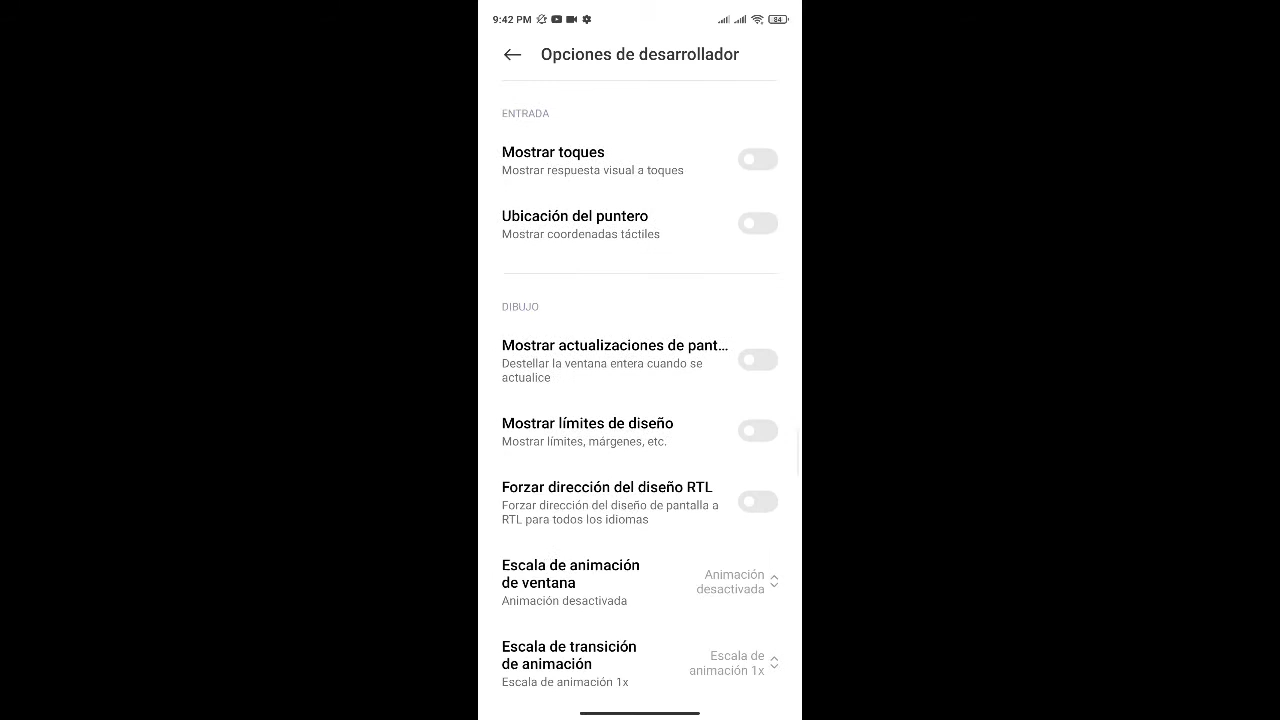 9:42 PM 84
Opciones de desarrollador
ENTRADA
Mostrar toques
Mostrar respuesta visual a toques
Ubicación del puntero
Mostrar coordenadas táctiles
DIBUJO
Mostrar actualizaciones de pant...
Destellar la ventana entera cuando se
actualice
Mostrar límites de diseño
Mostrar límites, márgenes, etc.
Forzar dirección del diseño RTL
Forzar dirección del diseño de pantalla a
RTL para todos los idiomas
Escala de animación
de ventana
Animación desactivada
Animación
desactivada
Escala de transición
de animación
Escala de animación 1x
Escala de
animación 1x